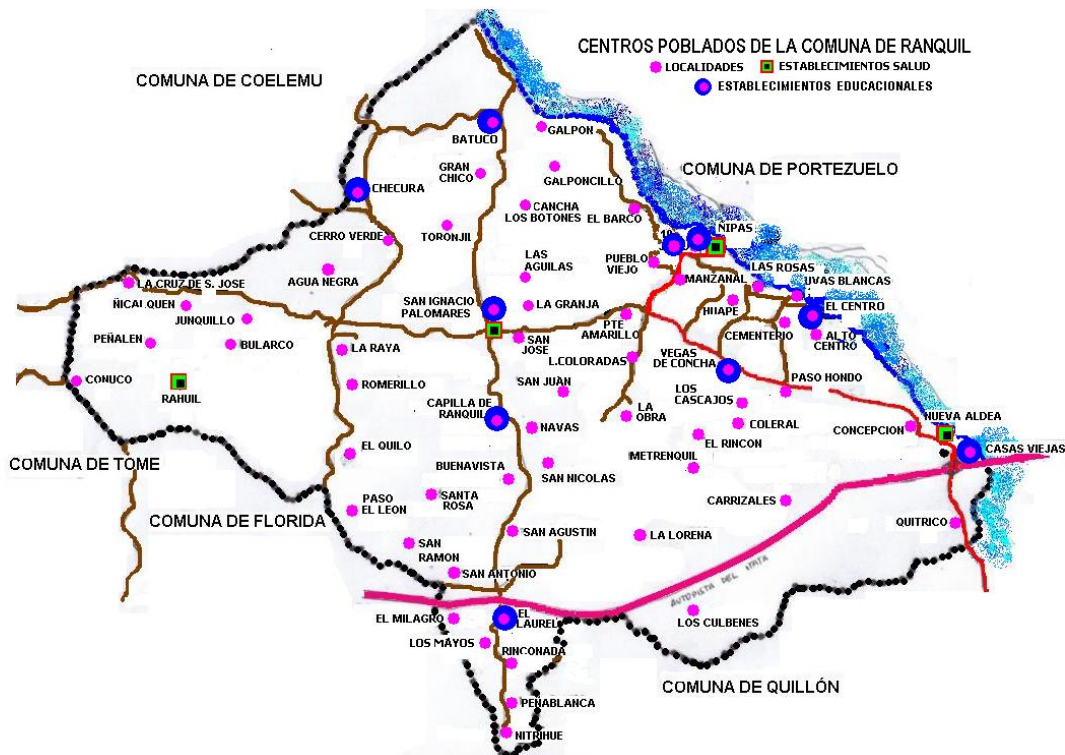 CENTROS POBLADOS DE LA COMUNA DE RANQUIL
LOCALIDADES
ESTABLECIMIENTOS SALUD
ESTABLECIMIENTOS EDUCACIONALES
COMUNA DE COELEMU
BATUCO
GALPON
COMUNA DE PORTEZUELO
GRAN
CHICO
GALPONCILLO
CHECURA
CANCHA
LOS BOTONES
EL BARCO
TORONJIL
CERRO VERDE
ÑIPAS
PUEBLO
VIEJO
LAS
AGUILAS
AGUA NEGRA
MANZANAL
LAS ROSAS
UVAS BLANCAS
LA CRUZ DE S. JOSE
ÑICALQUEN
JUNQUILLO
SAN IGNACIO
PALOMARES
LA GRANJA
EL CENTRO
PTE
AMARILLO
CEMENTERIO
ALTO
CENTRO
PEÑALEN
BULARCO
LA RAYA
SAN
JOSE
L.COLORADAS
VEGAS
DE CONCHA
CONUCO
RAHUIL
ROMERILLO
SAN JUAN
LOS
CASCAJOS
PASO HONDO
CAPILLA DE
RANQUIL
NAVAS
LA
OBRA
COLERAL
EL RINCON
CONCEPCION
NUEVA ALDEA
EL QUILO
COMUNA DE TOME
BUENAVISTA
SAN NICOLAS
METRENQUIL
CASAS VIEJAS
PASO
EL LEON
SANTA
ROSA
CARRIZALES
COMUNA DE FLORIDA
QUITRICO
SAN
RAMON
SAN AGUSTIN
LA LORENA
SAN ANTONIO
AUTOPISTA DEL ITATA
EL MILAGRO
EL
LAUREL
LOS CULBENES
LOS MAYOS
RINCONADA
COMUNA DE QUILLÓN
PEÑABLANCA
NITRIHUE